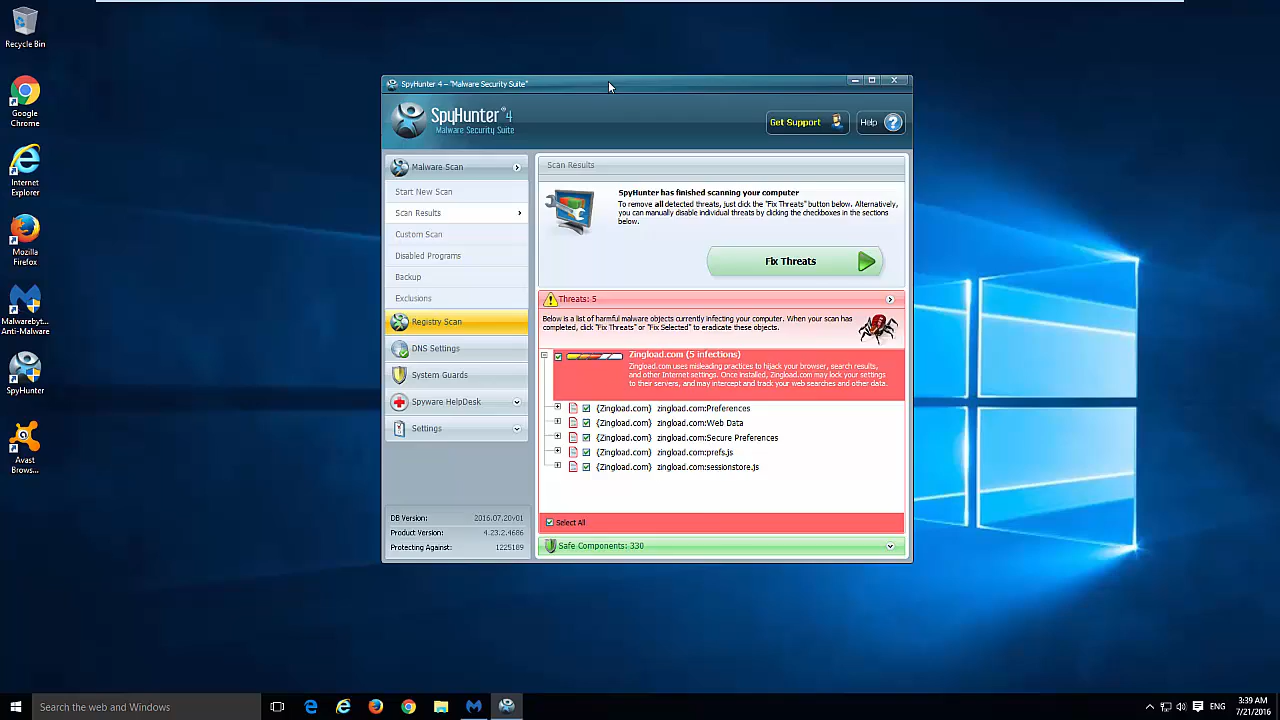 Recycle Bin
Google
Chrome
Internet
Explorer
Mozilla
Firefox
Malwarebyt...
Anti-Malware
SpyHunter
Avast
Brows...
SpyHunter 4 – "Malware Security Suite"
SpyHunter® 4
Malware Security Suite
Get Support
Help
Malware Scan
Start New Scan
Scan Results
Custom Scan
Disabled Programs
Backup
Exclusions
Registry Scan
DNS Settings
System Guards
Spyware HelpDesk
Settings
DB Version: 2016.07.20v01
Product Version: 4.23.2.4686
Protecting Against: 1225189
Scan Results
SpyHunter has finished scanning your computer
To remove all detected threats, just click the "Fix Threats" button below. Alternatively,
you can manually disable individual threats by clicking the checkboxes in the sections
below.
Fix Threats
Threats: 5
Below is a list of harmful malware objects currently infecting your computer. When your scan has
completed, click "Fix Threats" or "Fix Selected" to eradicate these objects.
Zingload.com (5 infections)
Zingload.com uses misleading practices to hijack your browser, search results,
and other Internet settings. Once installed, Zingload.com may lock your settings
to their servers, and may intercept and track your web searches and other data.
{Zingload.com} zingload.com:Preferences
{Zingload.com} zingload.com:Web Data
{Zingload.com} zingload.com:Secure Preferences
{Zingload.com} zingload.com:prefs.js
{Zingload.com} zingload.com:sessionstore.js
Select All
Safe Components: 330
Search the web and Windows
ENG
3:39 AM
7/21/2016